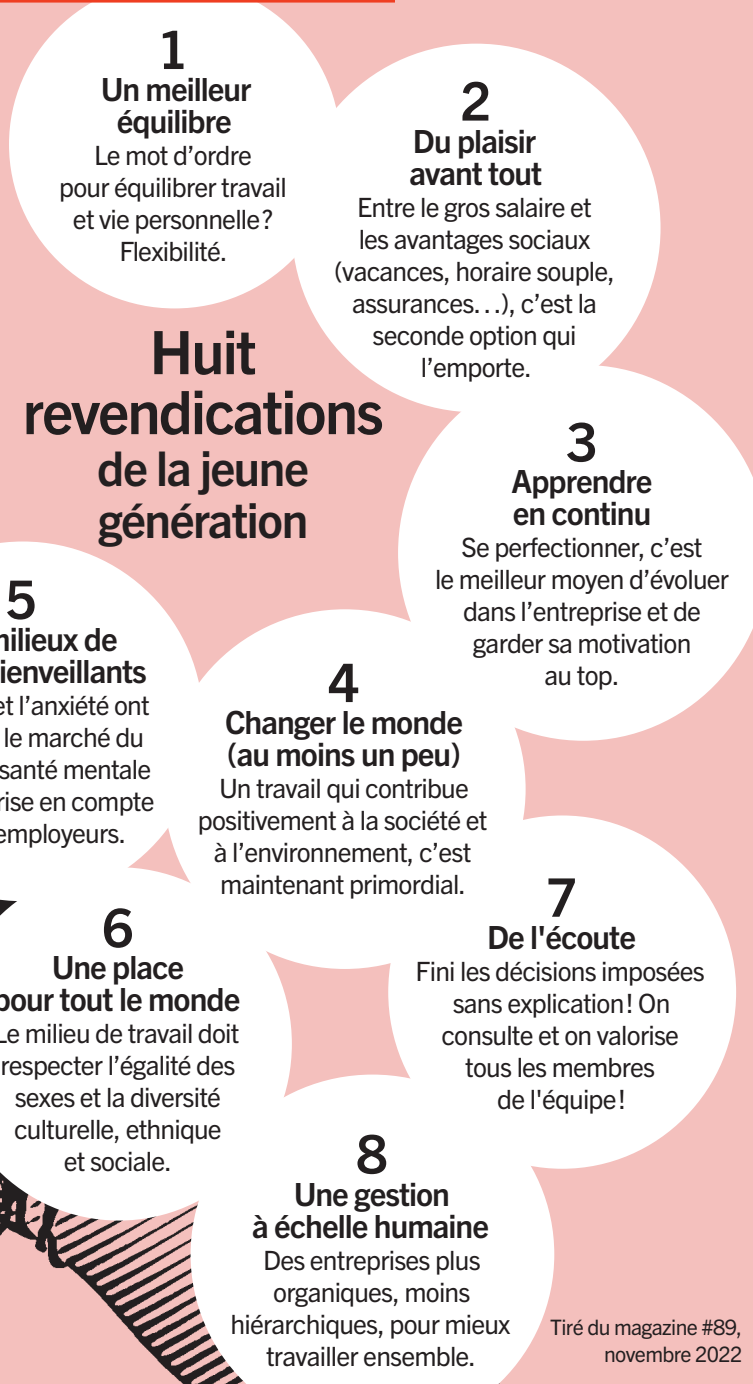 1
Un meilleur
équilibre
Le mot d'ordre
pour équilibrer travail
et vie personnelle ?
Flexibilité.
2
Du plaisir
avant tout
Entre le gros salaire et
les avantages sociaux
(vacances, horaire souple,
assurances...), c'est la
seconde option qui
l'emporte.
Huit
revendications
de la jeune
génération
3
Apprendre
en continu
Se perfectionner, c'est
le meilleur moyen d'évoluer
dans l'entreprise et de
garder sa motivation
au top.
4
Changer le monde
(au moins un peu)
Un travail qui contribue
positivement à la société et
à l'environnement, c'est
maintenant primordial.
5
de
et l'anxiété ont
le marché du
santé mentale
en compte
employeurs.
6
Une place
pour tout le monde
Le milieu de travail doit
respecter l'égalité des
sexes et la diversité
culturelle, ethnique
et sociale.
7
De l'écoute
Fini les décisions imposées
sans explication ! On
consulte et on valorise
tous les membres
de l'équipe !
8
Une gestion
à échelle humaine
Des entreprises plus
organiques, moins
hiérarchiques, pour mieux
travailler ensemble.
Tiré du magazine #89,
novembre 2022